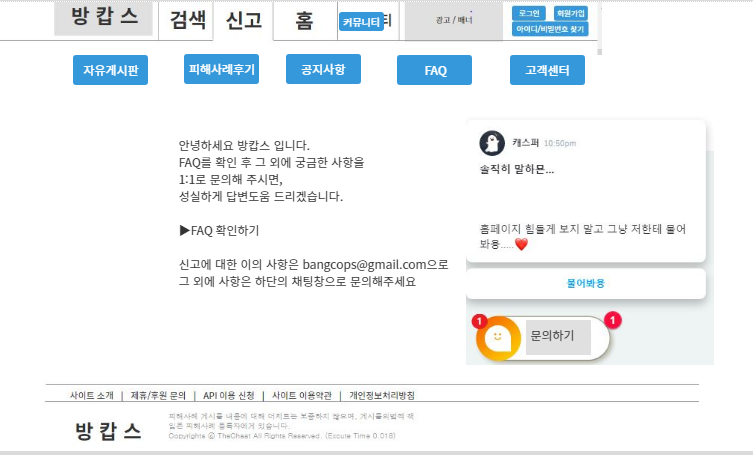 방 캅 스
검색
신고
홈
커뮤니티
티
광고 / 배너
로그인
회원가입
아이디/비밀번호 찾기
자유게시판
피해사례후기
공지사항
FAQ
고객센터
안녕하세요 방캅스 입니다.
FAQ를 확인 후 그 외에 궁금한 사항을
1:1로 문의해 주시면,
성실하게 답변도움 드리겠습니다.
▶FAQ 확인하기
신고에 대한 이의 사항은 bangcops@gmail.com으로
그 외에 사항은 하단의 채팅창으로 문의해주세요
캐스퍼 10:50pm
솔직히 말하믄...
홈페이지 힘들게 보지 말고 그냥 저한테 물어
봐용.....❤️
물어봐용
1
문의하기
1
사이트 소개 | 제휴/후원 문의 | API 이용 신청 | 사이트 이용약관 | 개인정보처리방침
방 캅 스
피해사례 게시물 내용에 대해 더치트는 보증하지 않으며, 게시물의법적 책
임은 피해사례 등록자에게 있습니다.
Copyrights ⓒ TheCheat All Rights Reserved. (Excute Time 0.018)